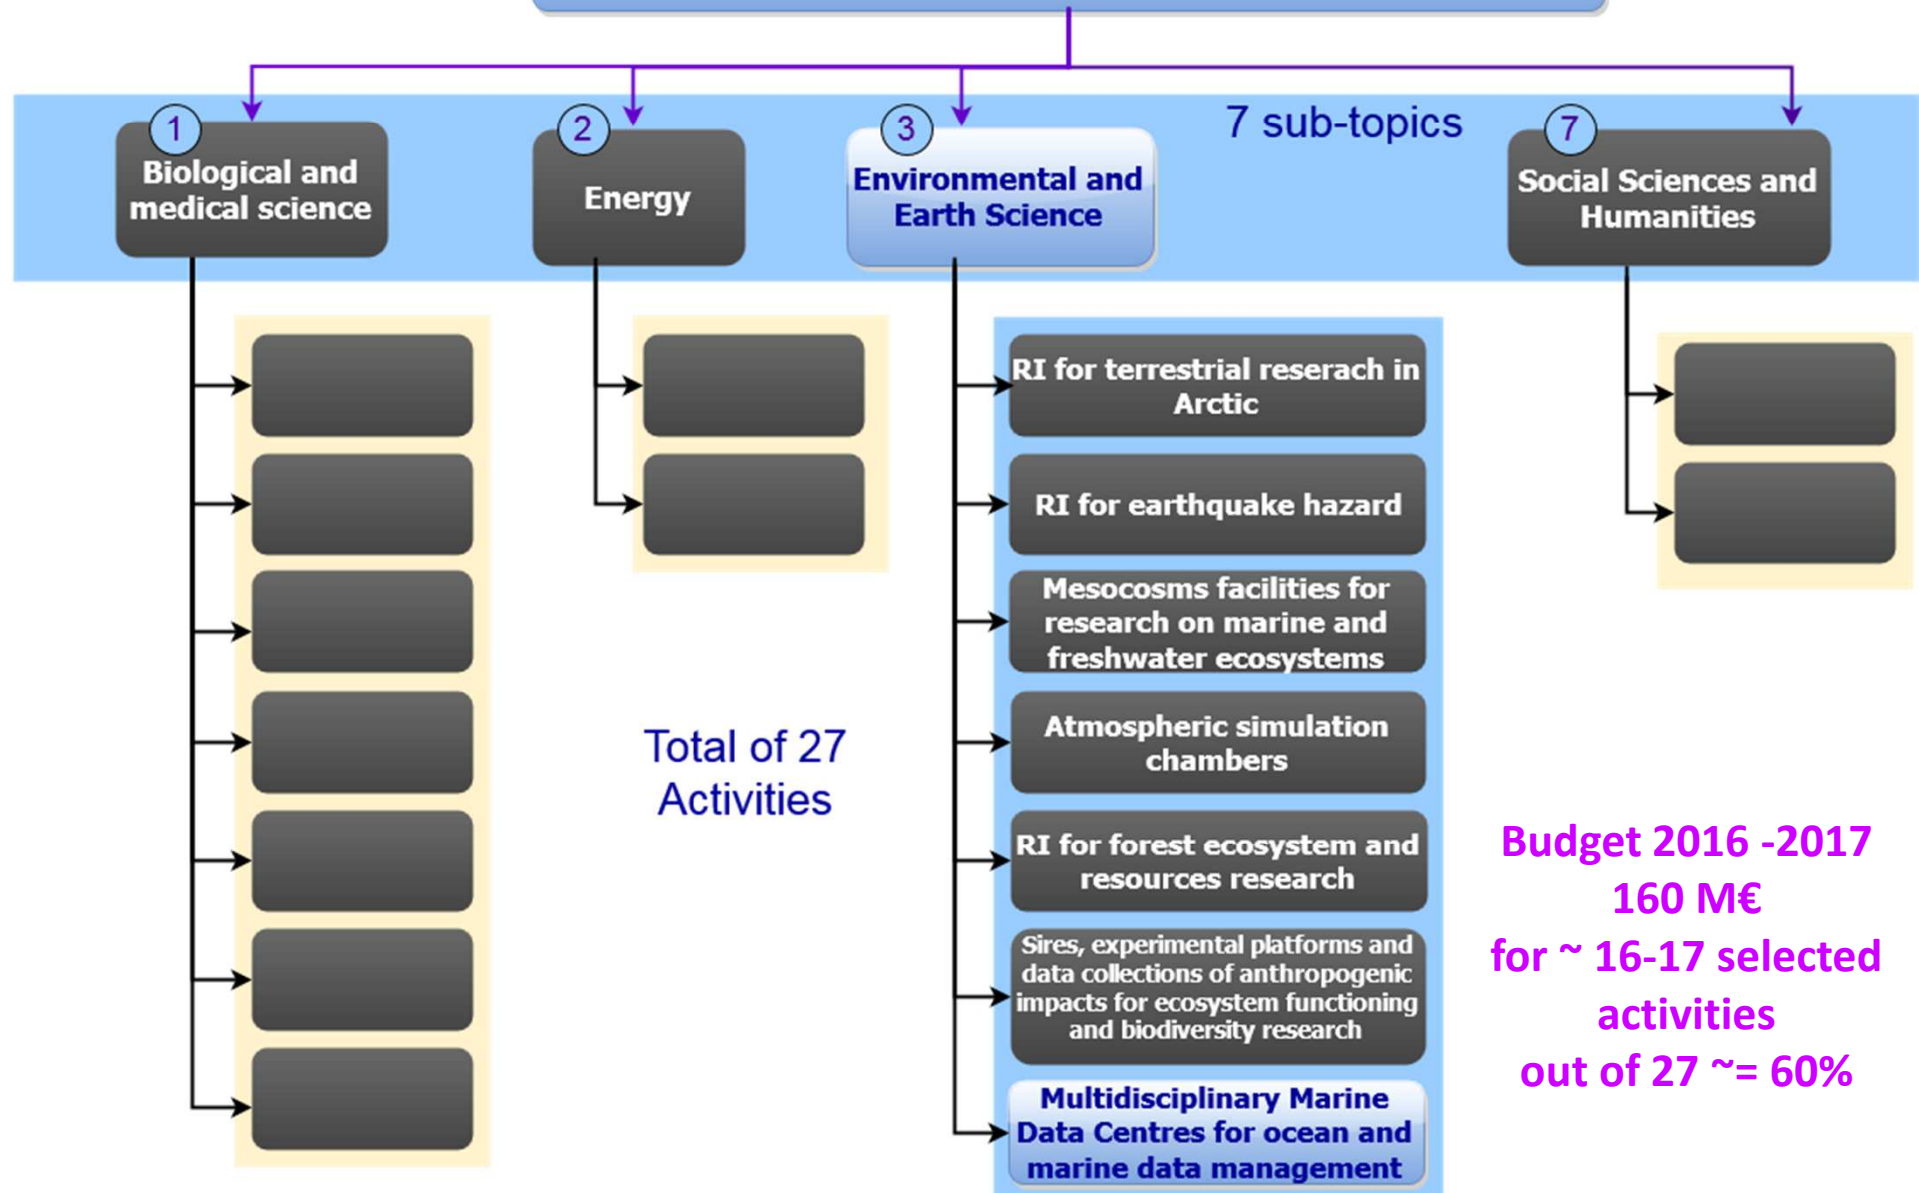 1
Biological and
medical science
2
Energy
3
Environmental and
Earth Science
7 sub-topics
7
Social Sciences and
Humanities
RI for terrestrial reserach in
Arctic
RI for earthquake hazard
Mesocosms facilities for
research on marine and
freshwater ecosystems
Atmospheric simulation
chambers
RI for forest ecosystem and
resources research
Sires, experimental platforms and
data collections of anthropogenic
impacts for ecosystem functioning
and biodiversity research
Multidisciplinary Marine
Data Centres for ocean and
marine data management
Total of 27
Activities
Budget 2016 -2017
160 M€
for ~ 16-17 selected
activities
out of 27 ~= 60%